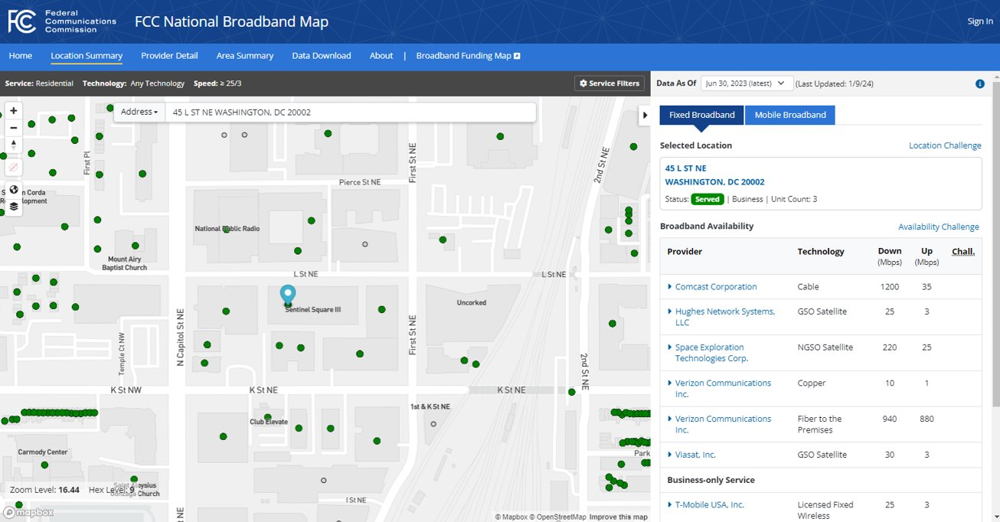 FCC
Federal
Communications
Commission
FCC National Broadband Map
Sign In
Home Location Summary Provider Detail Area Summary Data Download About | Broadband Funding Map
Service: Residential Technology: Any Technology Speed: ≥ 25/3
Service Filters
Data As Of Jun 30, 2023 (latest) (Last Updated: 1/9/24)
Address 45 L ST NE WASHINGTON, DC 20002
First Pl
First St NE
2nd St NE
Pierce St NE
Corda
National Public Radio
Mount Airy
Baptist Church
L St NE
L St NE
Sentinel Square III
Uncorked
N Capitol St NE
First St NE
Temple Ct NW
2nd St NE
K St NW
K St NE
K St NE
1st & K St NE
Club Elevate
Carmody Center
Park
Zoom Level: 16.44 Hex Level: 9
Saint Aloysius
Gonzaga Church
I St NE
NE
mapbox
© Mapbox © OpenStreetMap Improve this map
Fixed Broadband Mobile Broadband
Selected Location Location Challenge
45 L ST NE
WASHINGTON, DC 20002
Status: Served | Business | Unit Count: 3
Broadband Availability Availability Challenge
Provider Technology Down Up Chall.
(Mbps) (Mbps)
Comcast Corporation Cable 1200 35
Hughes Network Systems, GSO Satellite 25 3
LLC
Space Exploration NGSO Satellite 220 25
Technologies Corp.
Verizon Communications Copper 10 1
Inc.
Verizon Communications Fiber to the 940 880
Inc. Premises
Viasat, Inc. GSO Satellite 30 3
Business-only Service
T-Mobile USA, Inc. Licensed Fixed 25 3
Wireless